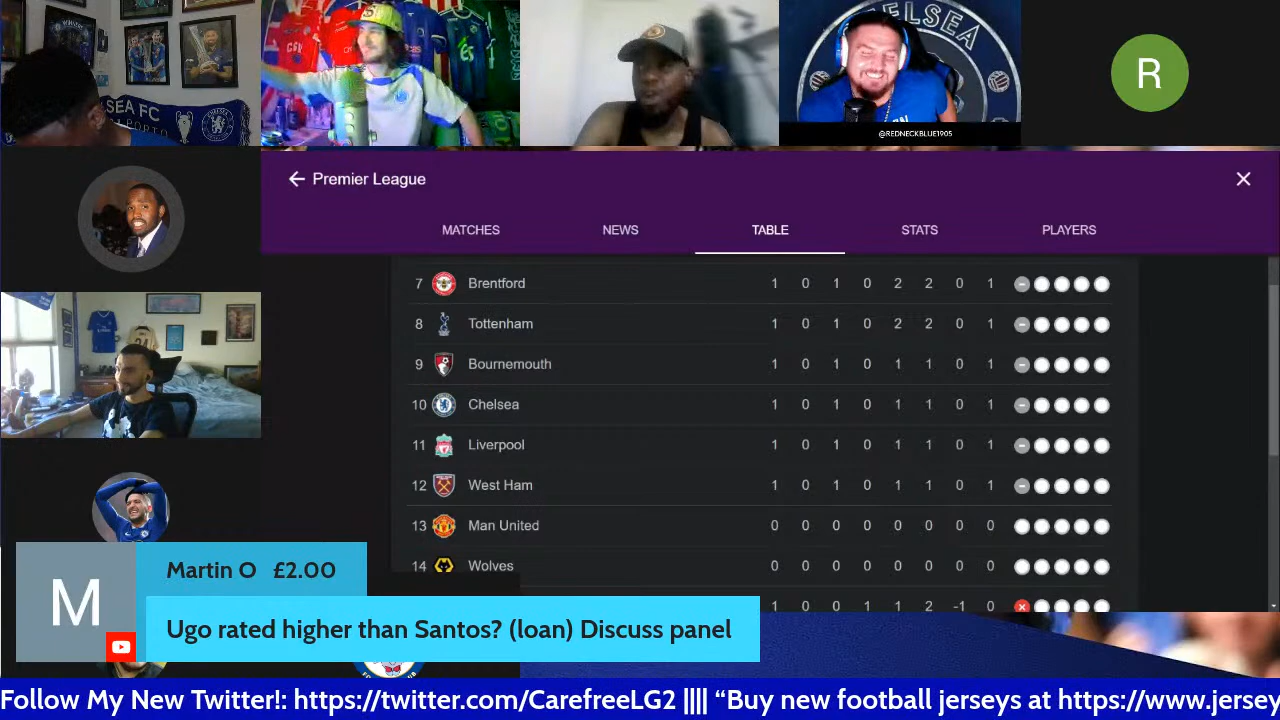 SEA FC
PORTO
CHELSEA
@REDNECKBLUE1905
R
Premier League
MATCHES NEWS TABLE STATS PLAYERS
7 Brentford 1 0 1 0 2 2 0 1
8 Tottenham 1 0 1 0 2 2 0 1
9 Bournemouth 1 0 1 0 1 1 0 1
10 Chelsea 1 0 1 0 1 1 0 1
11 Liverpool 1 0 1 0 1 1 0 1
12 West Ham 1 0 1 0 1 1 0 1
13 Man United 0 0 0 0 0 0 0 0
14 Wolves 0 0 0 0 0 0 0 0
1 0 0 1 1 2 -1 0
M
Martin O £2.00
Ugo rated higher than Santos? (loan) Discuss panel
Follow My New Twitter!: https://twitter.com/CarefreeLG2 |||| “Buy new football jerseys at https://www.jersey